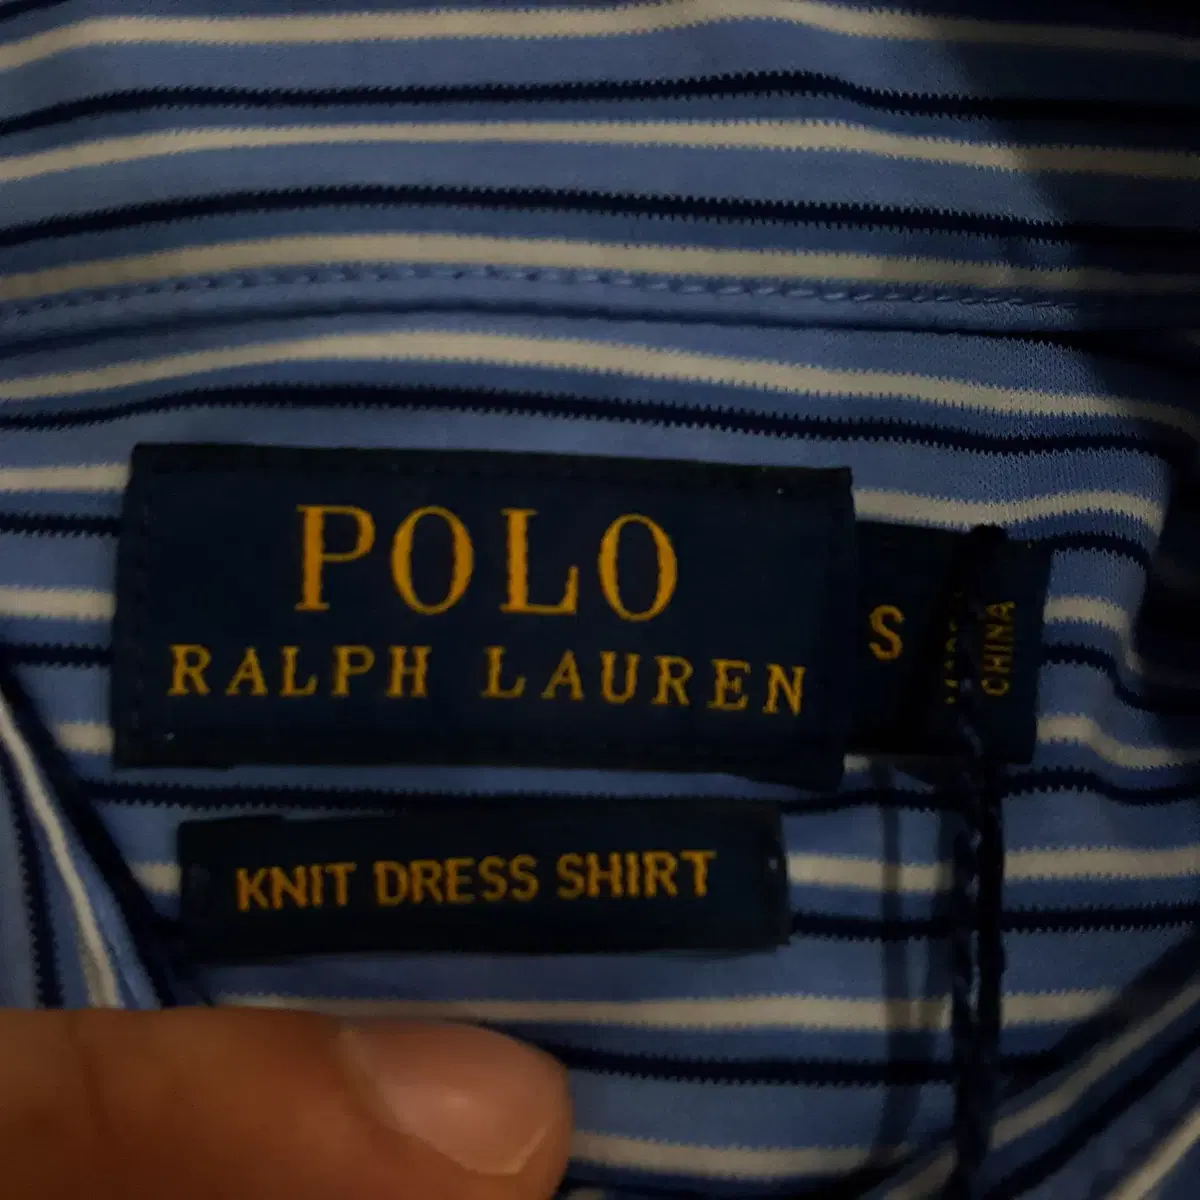 POLO
RALPH LAUREN
S
CHINA
KNIT DRESS SHIRT